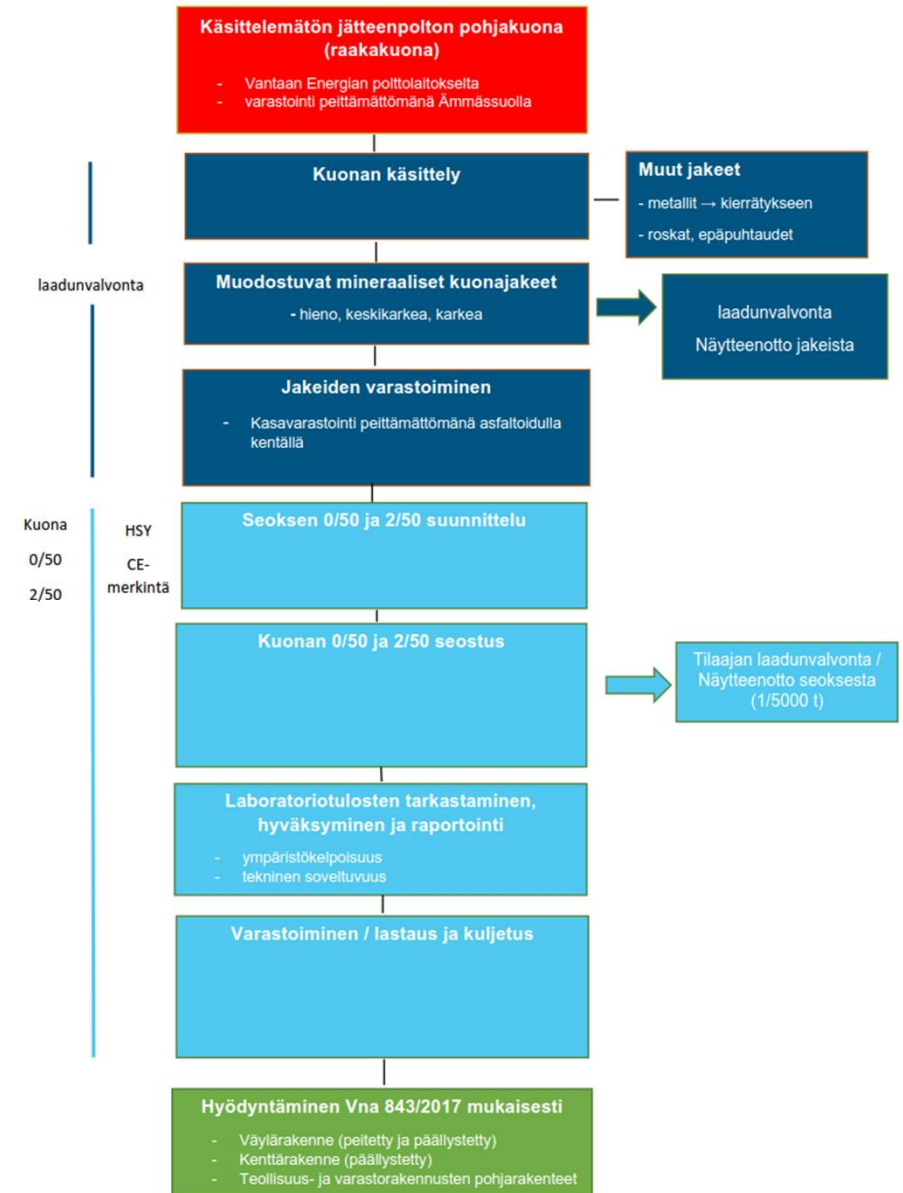 Käsittelemätön jätteenpolton pohjakuona
(raakakuona)
- Vantaan Energian polttolaitokselta
- varastointi peittämättömänä Ämmässuolla
Kuonan käsittely
Muut jakeet
- metallit → kierrätykseen
- roskat, epäpuhtaudet
laadunvalvonta
Muodostuvat mineraaliset kuonajakeet
- hieno, keskikarkea, karkea
laadunvalvonta
Näytteenotto jakeista
Jakeiden varastoiminen
- Kasavarastointi peittämättömänä asfaltoidulla
kentällä
Kuona
0/50
2/50
HSY
CE-
merkintä
Seoksen 0/50 ja 2/50 suunnittelu
Kuonan 0/50 ja 2/50 seostus
Tilaajan laadunvalvonta /
Näytteenotto seoksesta
(1/5000 t)
Laboratoriotulosten tarkastaminen,
hyväksyminen ja raportointi
- ympäristökelpoisuus
- tekninen soveltuvuus
Varastoiminen / lastaus ja kuljetus
Hyödyntäminen Vna 843/2017 mukaisesti
- Väylärakenne (peitetty ja päällystetty)
- Kenttärakenne (päällystetty)
- Teollisuus- ja varastorakennusten pohjarakenteet